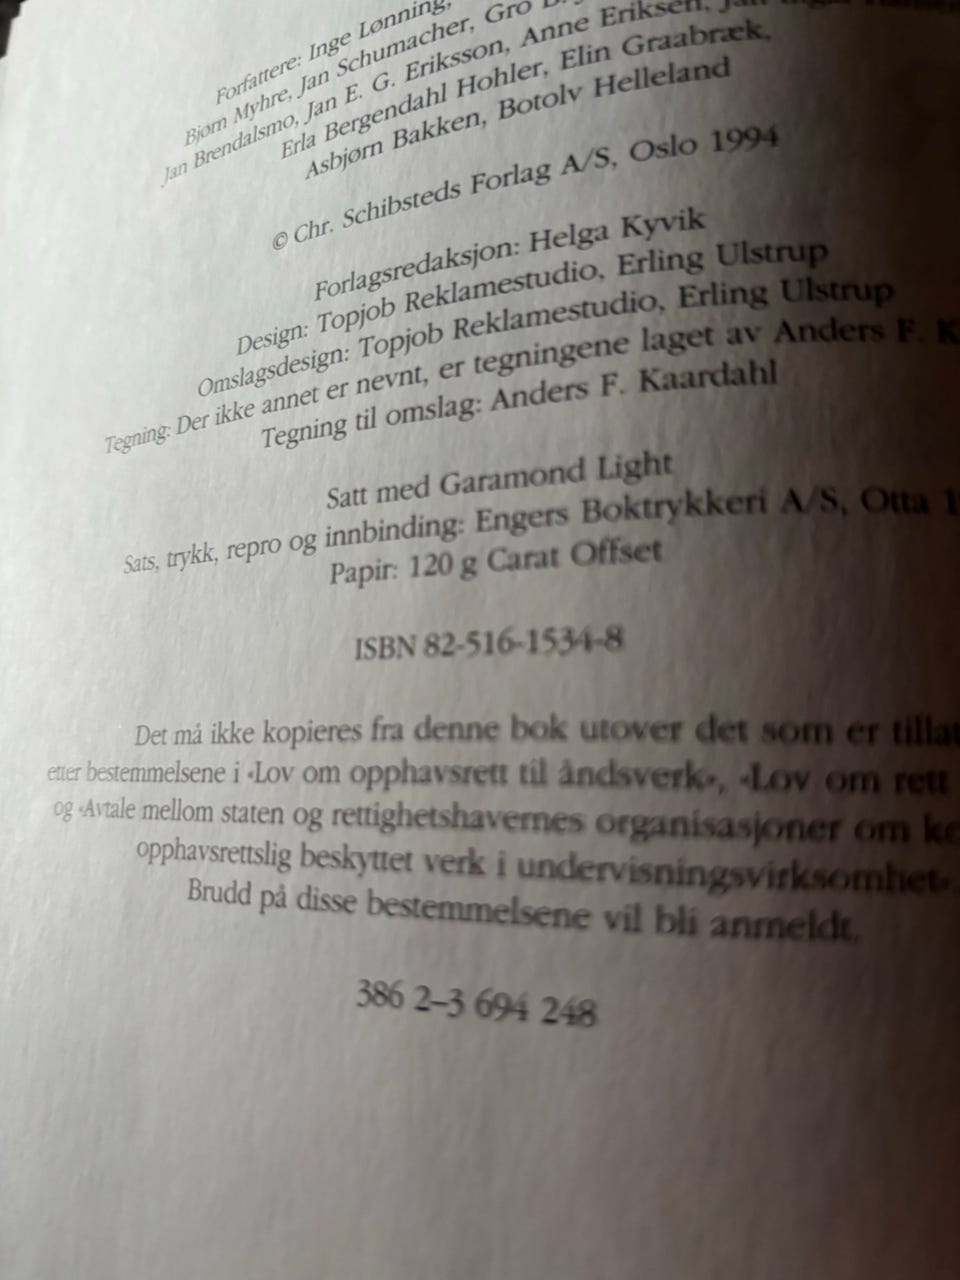 Forfattere: Inge Lønning,
Bjørn Myhre, Jan Schumacher, Gro
Jan Brendalsmo, Jan E. G. Eriksson, Anne Eriksen,
Erla Bergendahl Hohler, Elin Graabræk,
Asbjørn Bakken, Botolv Helleland
© Chr. Schibsteds Forlag A/S, Oslo 1994
Forlagsredaksjon: Helga Kyvik
Design: Topjob Reklamestudio, Erling Ulstrup
Omslagsdesign: Topjob Reklamestudio, Erling Ulstrup
Tegning: Der ikke annet er nevnt, er tegningene laget av Anders F. K
Tegning til omslag: Anders F. Kaardahl
Satt med Garamond Light
Sats, trykk, repro og innbinding: Engers Boktrykkeri A/S, Otta 1
Papir: 120 g Carat Offset
ISBN 82-516-1534-8
Det må ikke kopieres fra denne bok utover det som er tillat
etter bestemmelsene i «Lov om opphavsrett til åndsverk», «Lov om rett
og «Avtale mellom staten og rettighetshavernes organisasjoner om ko
opphavsrettslig beskyttet verk i undervisningsvirksomhet»
Brudd på disse bestemmelsene vil bli anmeldt.
386 2–3 694 248